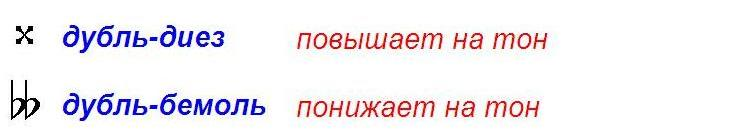 дубль-диез повышает на тон
дубль-бемоль понижает на тон